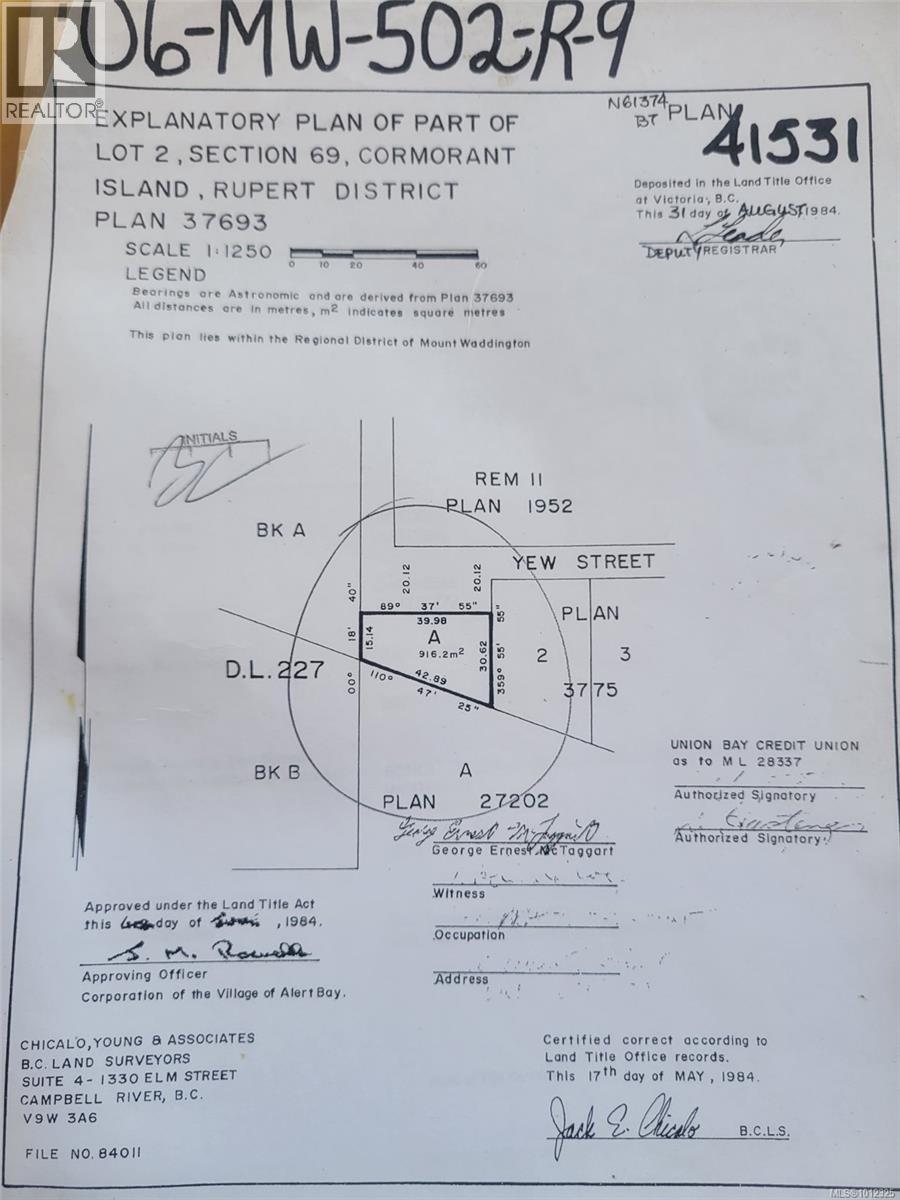 06-MW-502-R-9
REALTOR®
EXPLANATORY PLAN OF PART OF
LOT 2, SECTION 69, CORMORANT
ISLAND, RUPERT DISTRICT
PLAN 37693
SCALE 1:1250
0 10 20 40 60
LEGEND
Bearings are Astronomic and are derived from Plan 37693
All distances are in metres, m² indicates square metres
This plan lies within the Regional District of Mount Waddington
N61374
BT
PLAN
41531
Deposited in the Land Title Office
at Victoria, B.C.
This 31 day of AUGUST, 1984.
DEPUTY REGISTRAR
INITIALS
REM 11
PLAN 1952
BK A
YEW STREET
20.12
20.12
40"
18'
00°
89° 37' 55"
39.98
15.14
A
916.2m²
30.62
55"
55'
359°
42.89
110° 47' 25"
PLAN
2
3
3775
D.L. 227
BK B
A
PLAN 27202
UNION BAY CREDIT UNION
as to M L 28337
Authorized Signatory
Authorized Signatory
George Ernest McTaggart
George Ernest McTaggart
Witness
Occupation
Address
Approved under the Land Title Act
this day of , 1984.
Approving Officer
Corporation of the Village of Alert Bay.
CHICALO, YOUNG & ASSOCIATES
B.C. LAND SURVEYORS
SUITE 4 - 1330 ELM STREET
CAMPBELL RIVER, B.C.
V9W 3A6
FILE NO. 84011
Certified correct according to
Land Title Office records.
This 17th day of MAY, 1984.
Jack E. Chicalo B.C.L.S.
MLS®1012325